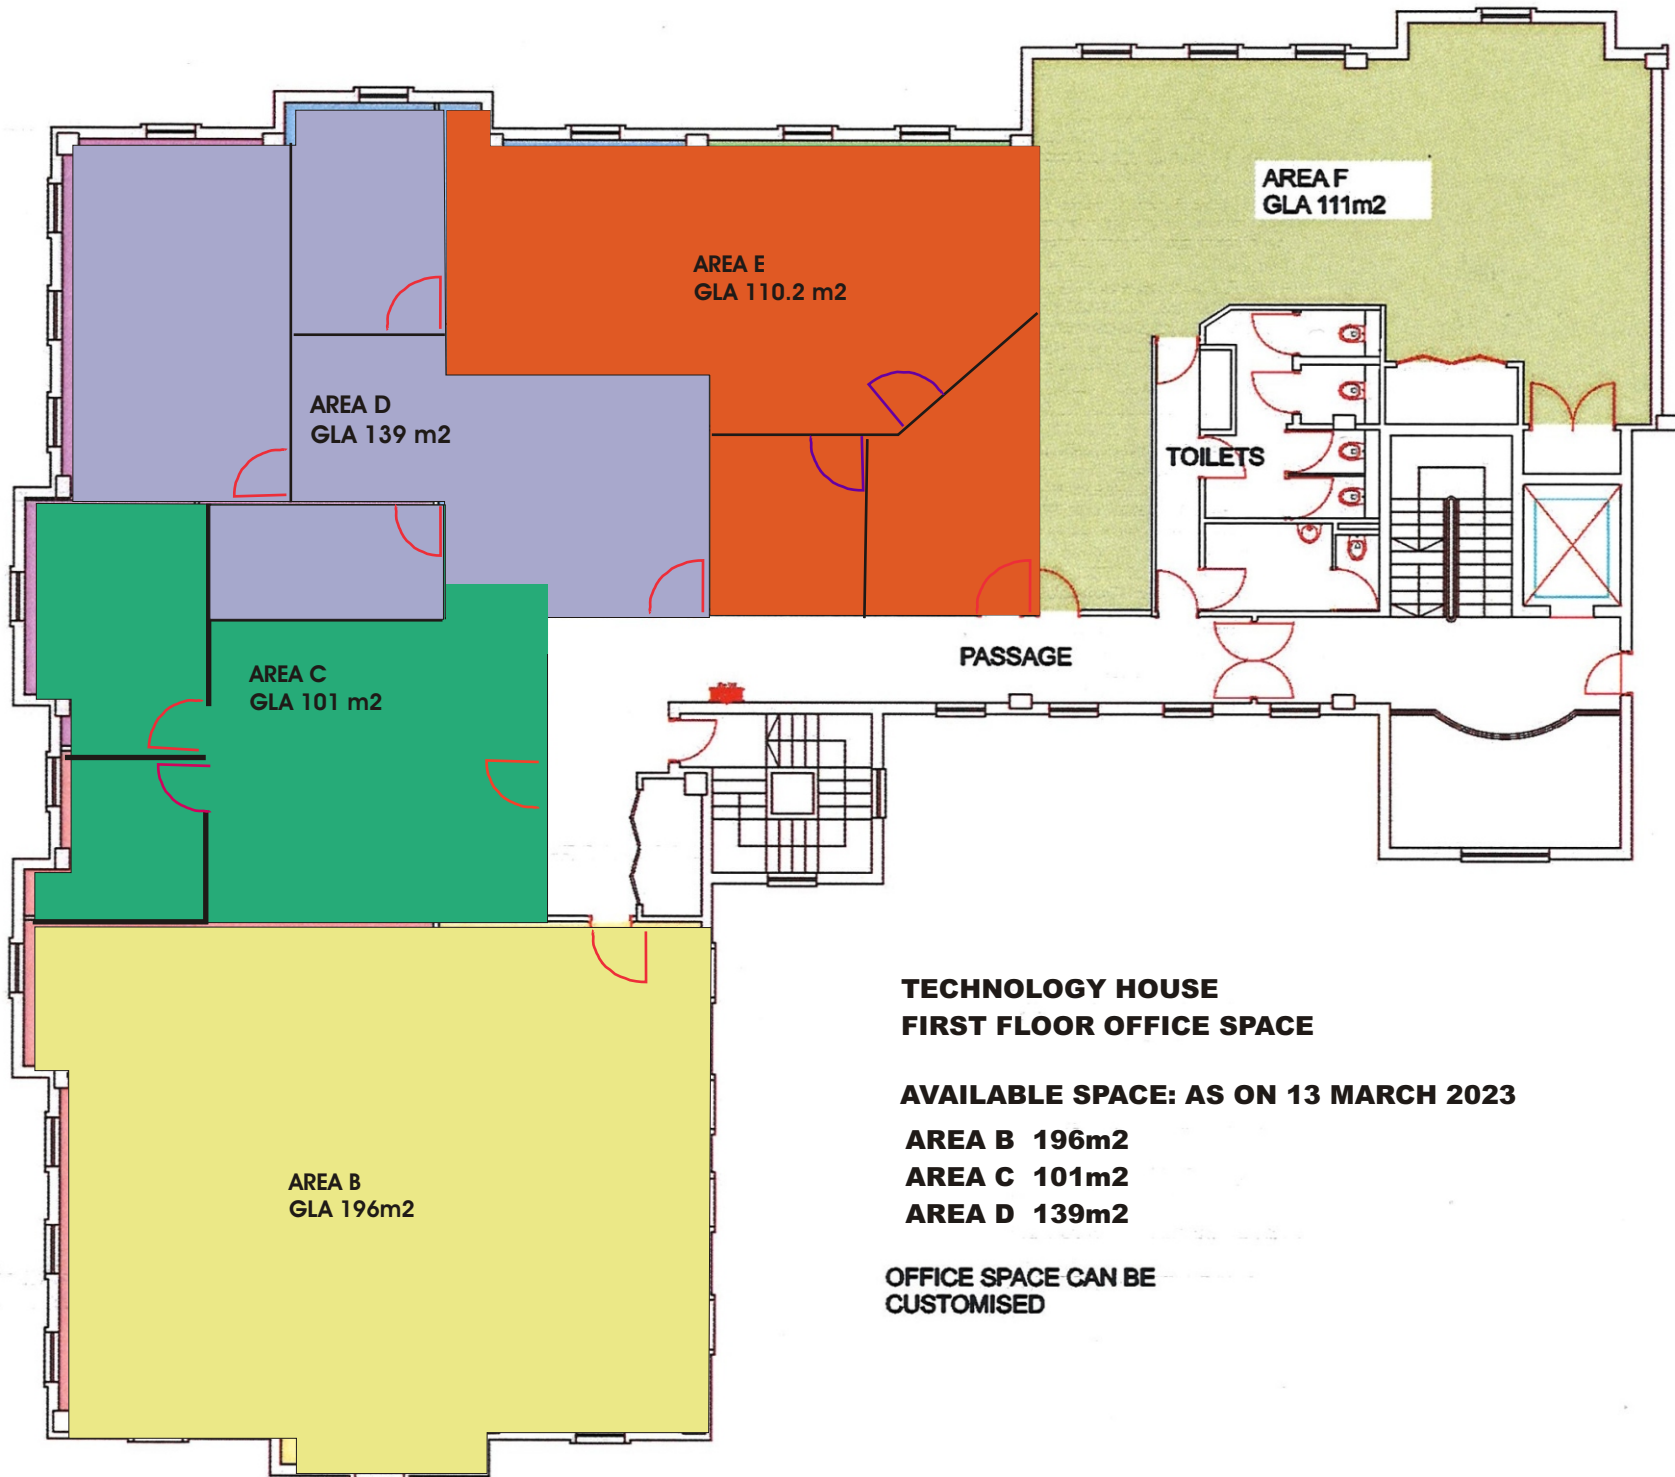 AREA F
GLA 111m2
AREA E
GLA 110.2 m2
AREA D
GLA 139 m2
TOILETS
PASSAGE
AREA C
GLA 101 m2
TECHNOLOGY HOUSE
FIRST FLOOR OFFICE SPACE
AVAILABLE SPACE: AS ON 13 MARCH 2023
AREA B 196m2
AREA C 101m2
AREA D 139m2
AREA B
GLA 196m2
OFFICE SPACE CAN BE
CUSTOMISED